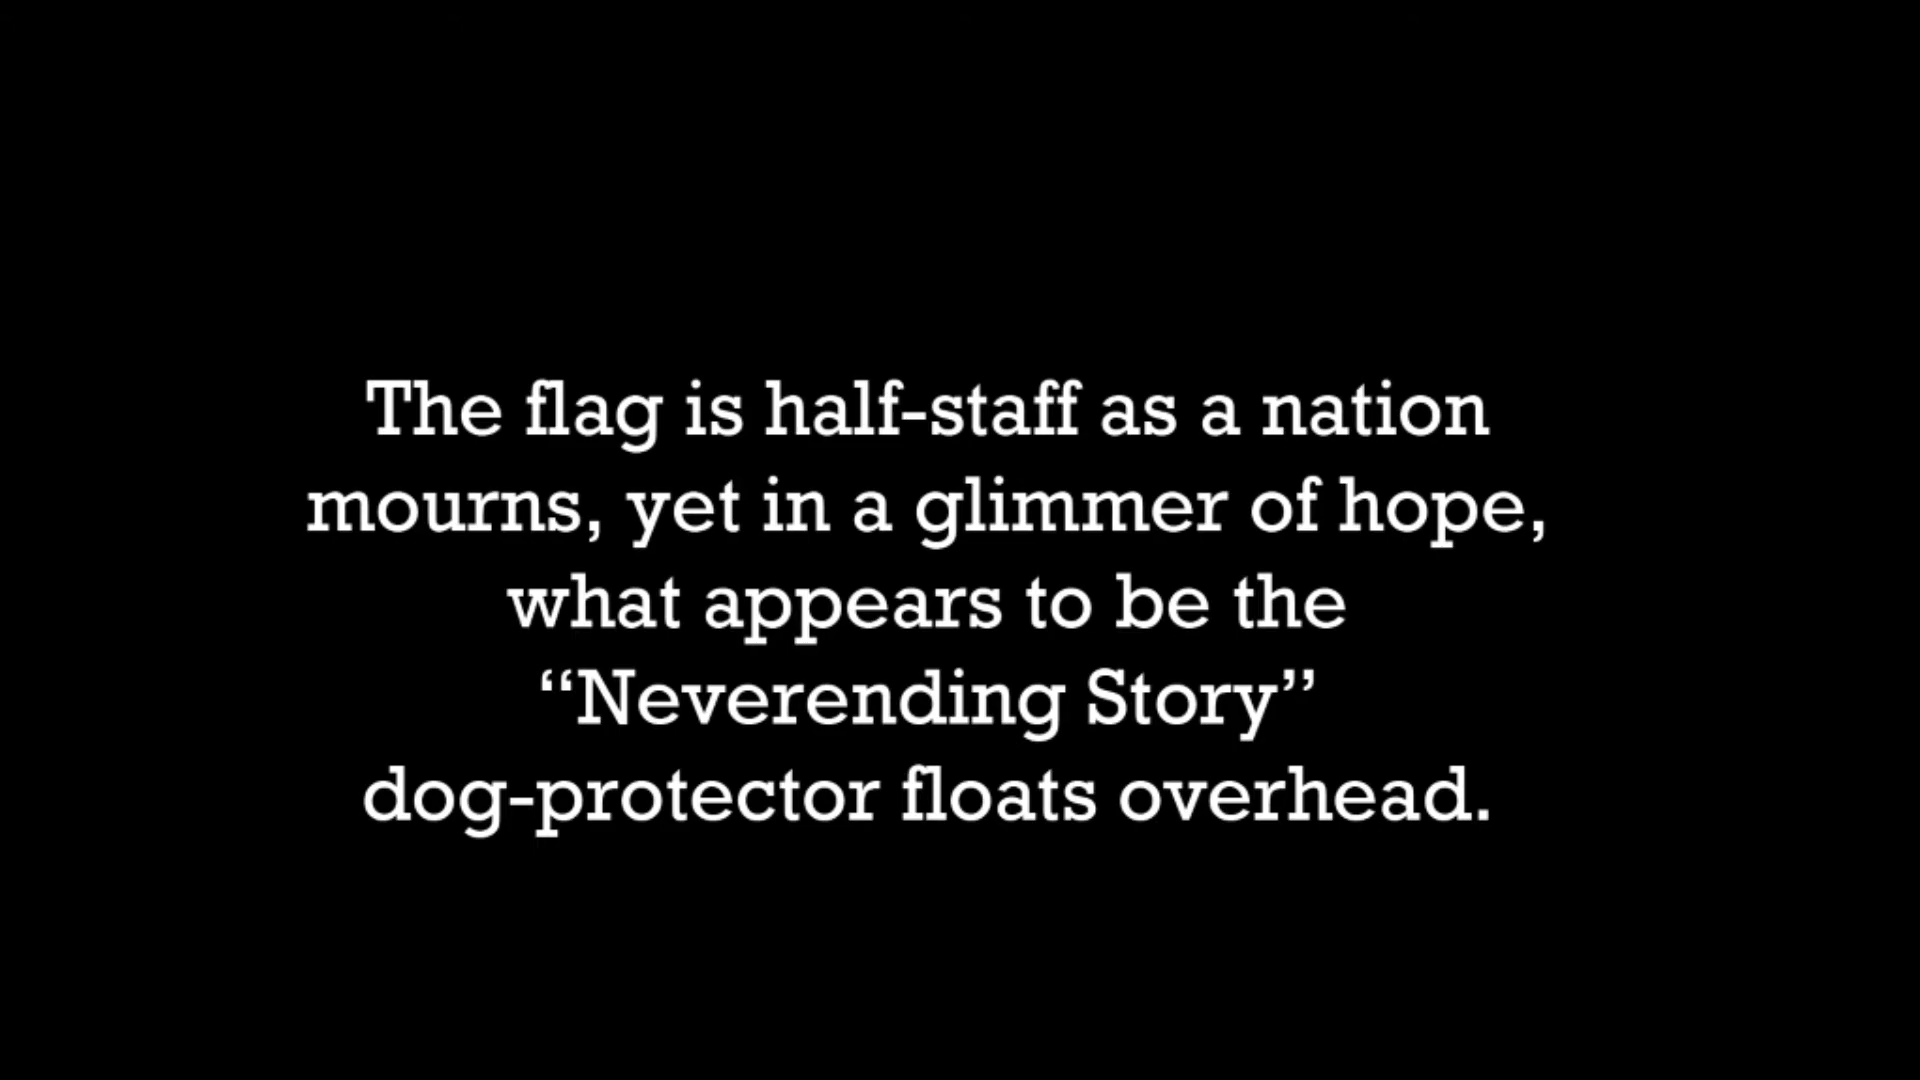 The flag is half-staff as a nation
mourns, yet in a glimmer of hope,
what appears to be the
“Neverending Story”
dog-protector floats overhead.